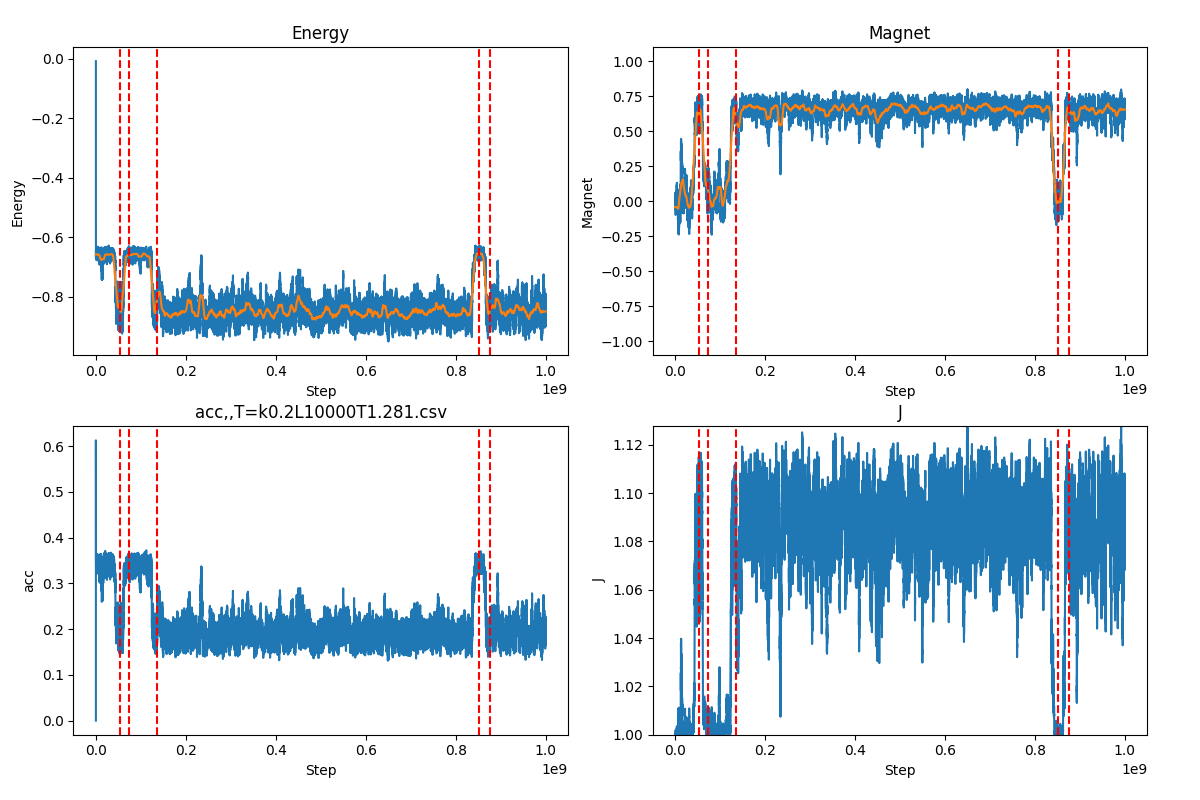 Energy
Energy
0.0
−0.2
−0.4
−0.6
−0.8
0.0 0.2 0.4 0.6 0.8 1.0
1e9
Step
Magnet
Magnet
1.00
0.75
0.50
0.25
0.00
−0.25
−0.50
−0.75
−1.00
0.0 0.2 0.4 0.6 0.8 1.0
1e9
Step
acc,,T=k0.2L10000T1.281.csv
acc
0.6
0.5
0.4
0.3
0.2
0.1
0.0
0.0 0.2 0.4 0.6 0.8 1.0
1e9
Step
J
J
1.12
1.10
1.08
1.06
1.04
1.02
1.00
0.0 0.2 0.4 0.6 0.8 1.0
1e9
Step